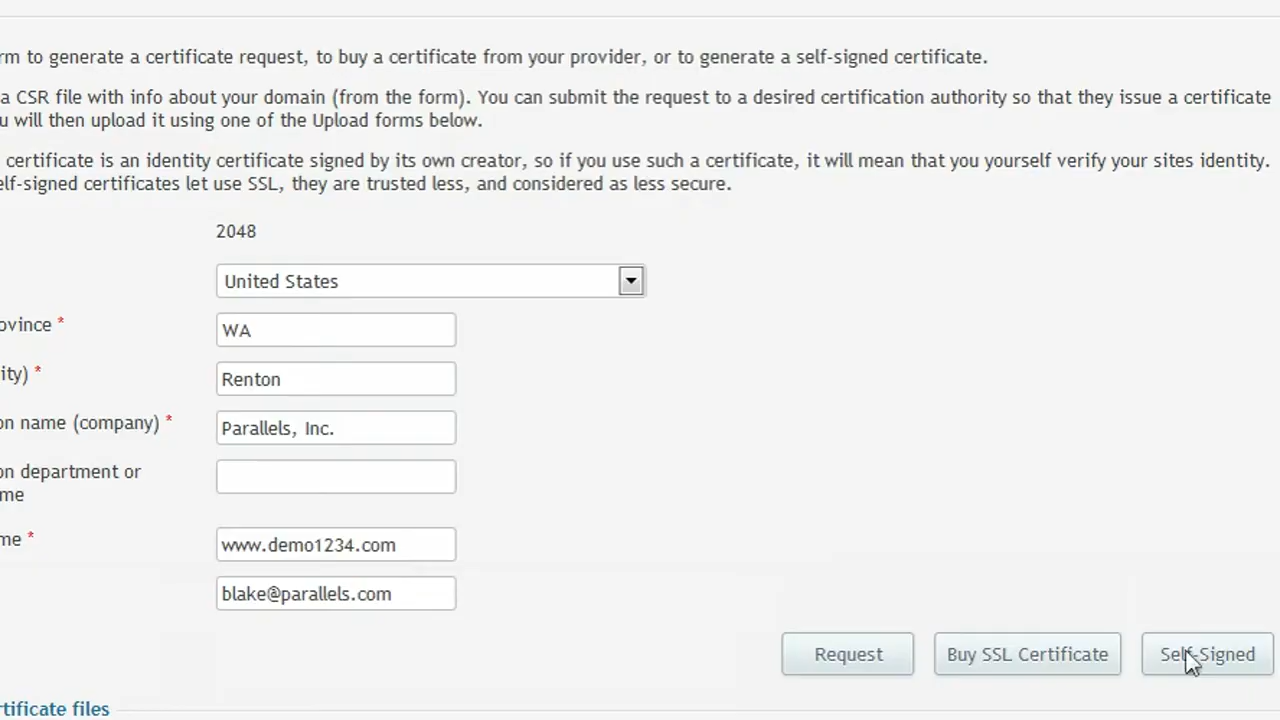 rm to generate a certificate request, to buy a certificate from your provider, or to generate a self-signed certificate.
a CSR file with info about your domain (from the form). You can submit the request to a desired certification authority so that they issue a certificate
u will then upload it using one of the Upload forms below.
certificate is an identity certificate signed by its own creator, so if you use such a certificate, it will mean that you yourself verify your sites identity.
elf-signed certificates let use SSL, they are trusted less, and considered as less secure.
2048
United States
ovince *
WA
ity) *
Renton
on name (company) *
Parallels, Inc.
on department or
me
me *
www.demo1234.com
blake@parallels.com
Request Buy SSL Certificate Self-Signed
rtificate files